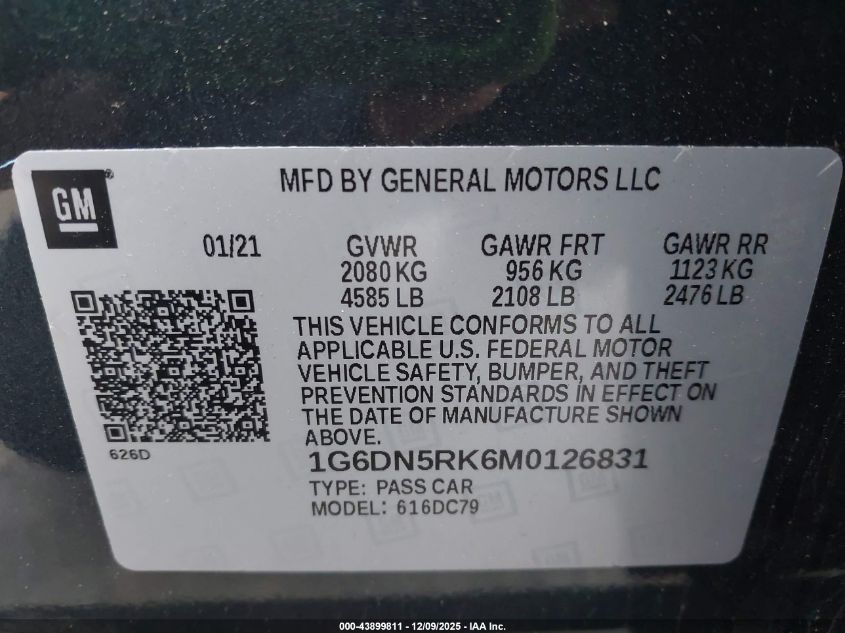 GM®
MFD BY GENERAL MOTORS LLC
01/21 GVWR GAWR FRT GAWR RR
2080 KG 956 KG 1123 KG
4585 LB 2108 LB 2476 LB
THIS VEHICLE CONFORMS TO ALL
APPLICABLE U.S. FEDERAL MOTOR
VEHICLE SAFETY, BUMPER, AND THEFT
PREVENTION STANDARDS IN EFFECT ON
THE DATE OF MANUFACTURE SHOWN
ABOVE.
626D
1G6DN5RK6M0126831
TYPE: PASS CAR
MODEL: 616DC79
000-43899811 - 12/09/2025 - IAA Inc.